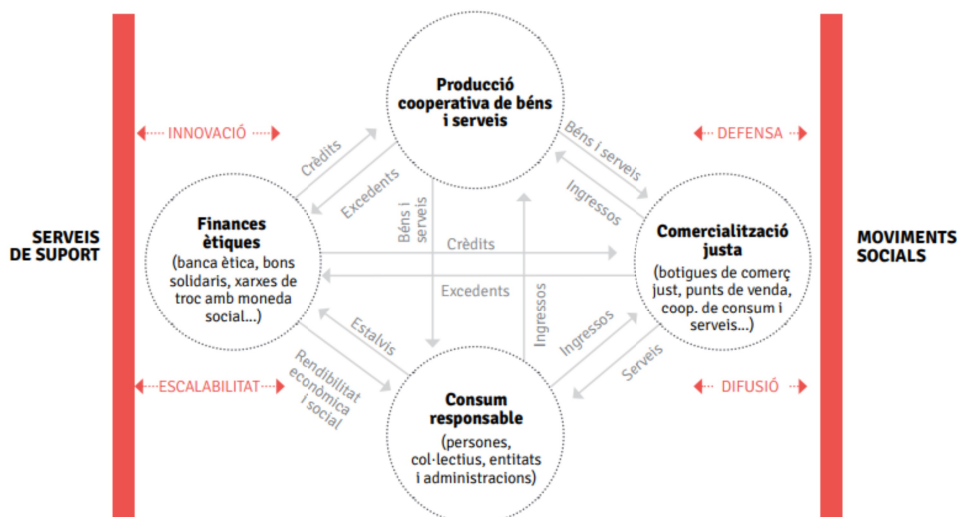 Producció
cooperativa de béns
i serveis
INNOVACIÓ
DEFENSA
Crèdits
Excedents
Béns i serveis
Ingressos
Béns i
serveis
SERVEIS
DE SUPORT
Finances
ètiques
(banca ètica, bons
solidaris, xarxes de
troc amb moneda
social...)
Crèdits
Excedents
Comercialització
justa
(botigues de comerç
just, punts de venda,
coop. de consum i
serveis...)
MOVIMENTS
SOCIALS
Ingressos
Estalvis
Rendibilitat
econòmica
i social
Ingressos
Serveis
ESCALABILITAT
DIFUSIÓ
Consum
responsable
(persones,
col·lectius, entitats
i administracions)